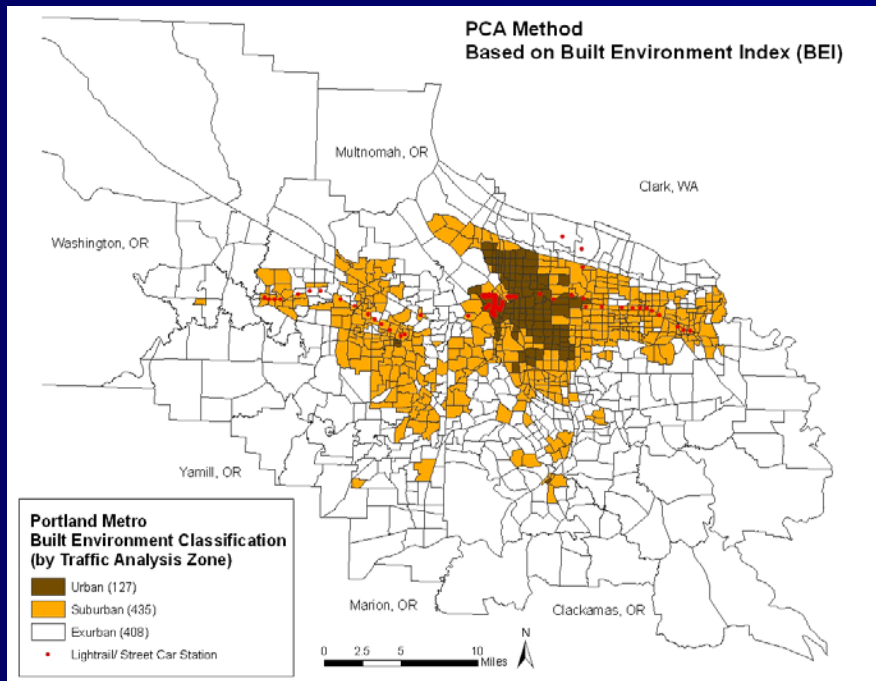 PCA Method
Based on Built Environment Index (BEI)
Multnomah, OR
Clark, WA
Washington, OR
Yamill, OR
Portland Metro
Built Environment Classification
(by Traffic Analysis Zone)
Urban (127)
Suburban (435)
Exurban (408)
Lightrail/ Street Car Station
Marion, OR
Clackamas, OR
N
0 2.5 5 10
Miles